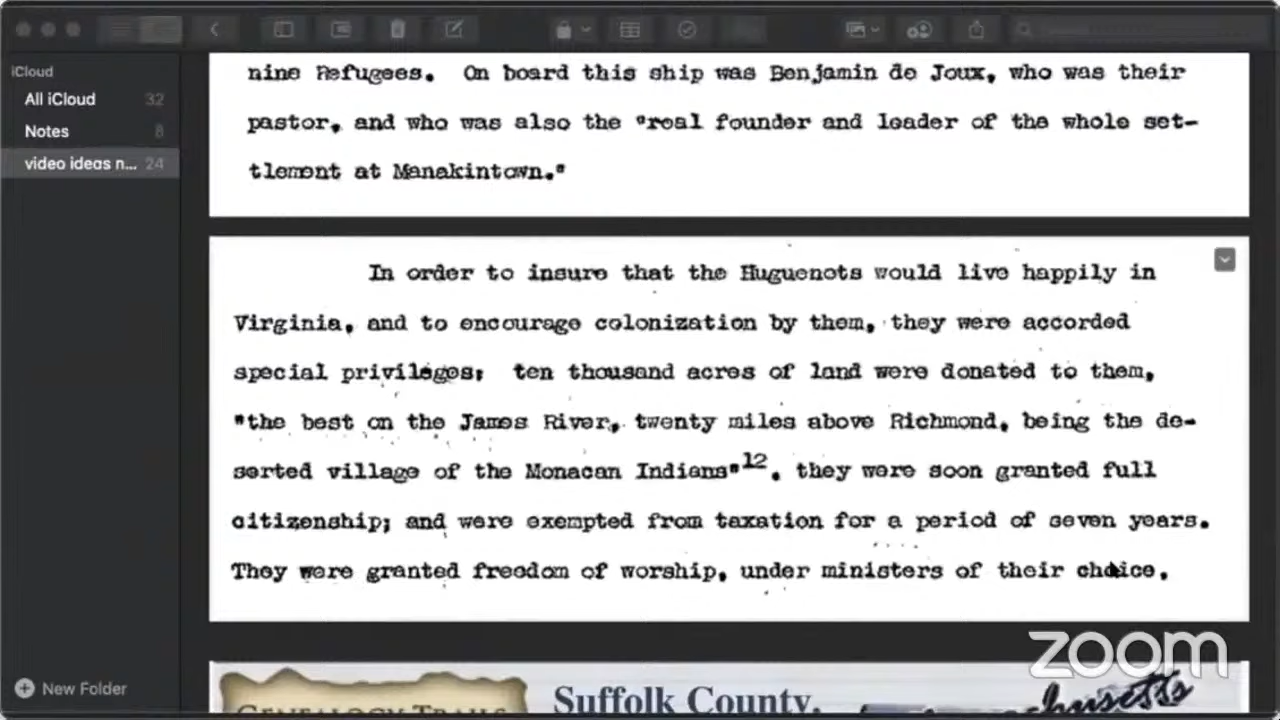 iCloud
All iCloud 32
Notes 8
video ideas n... 24
New Folder
nine Refugees. On board this ship was Benjamin de Joux, who was their
pastor, and who was also the "real founder and leader of the whole set-
tlement at Manakintown."
In order to insure that the Huguenots would live happily in
Virginia, and to encourage colonization by them, they were accorded
special privileges; ten thousand acres of land were donated to them,
"the best on the James River, twenty miles above Richmond, being the de-
serted village of the Monacan Indians"12, they were soon granted full
citizenship; and were exempted from taxation for a period of seven years.
They were granted freedom of worship, under ministers of their choice,
GENEALOGY TRAILS
Suffolk County,
zoom